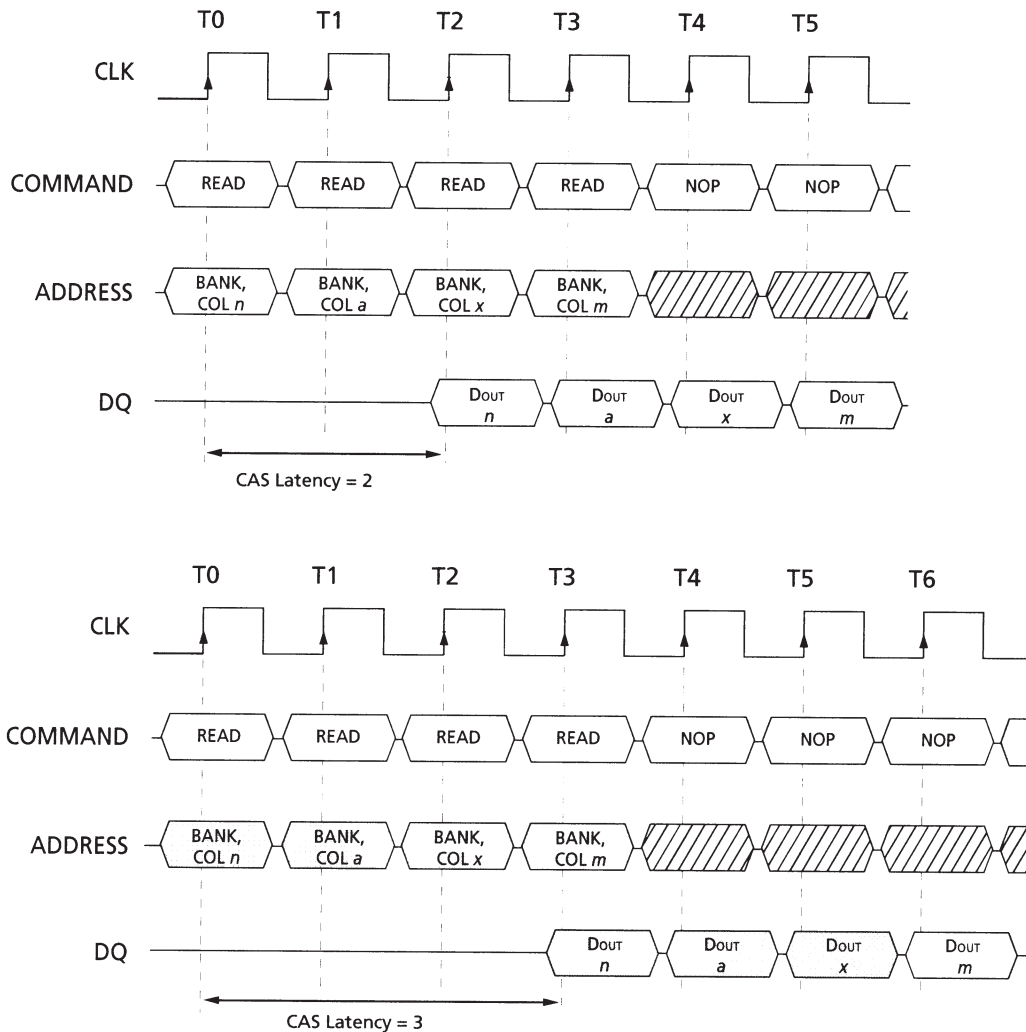 T0 T1 T2 T3 T4 T5
CLK
COMMAND READ READ READ READ NOP NOP
ADDRESS
BANK, BANK, BANK, BANK,
COL n COL a COL x COL m
DQ
DOUT DOUT DOUT DOUT
n a x m
CAS Latency = 2
T0 T1 T2 T3 T4 T5 T6
CLK
COMMAND READ READ READ READ NOP NOP NOP
ADDRESS
BANK, BANK, BANK, BANK,
COL n COL a COL x COL m
DQ
DOUT DOUT DOUT DOUT
n a x m
CAS Latency = 3